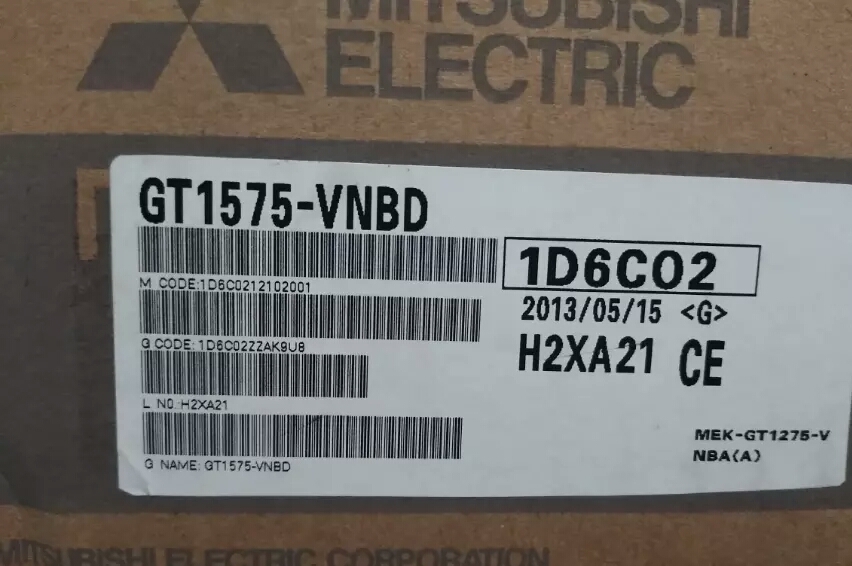 MITSUBISHI
ELECTRIC
GT1575-VNBD
1D6C02
M CODE:1D6C0212102001
2013/05/15 <G>
G CODE: 1D6C02ZZAK9U8
H2XA21 CE
L NO.:H2XA21
MEK-GT1275-V
NBA(A)
G NAME: GT1575-VNBD
MITSUBISHI ELECTRIC CORPORATION